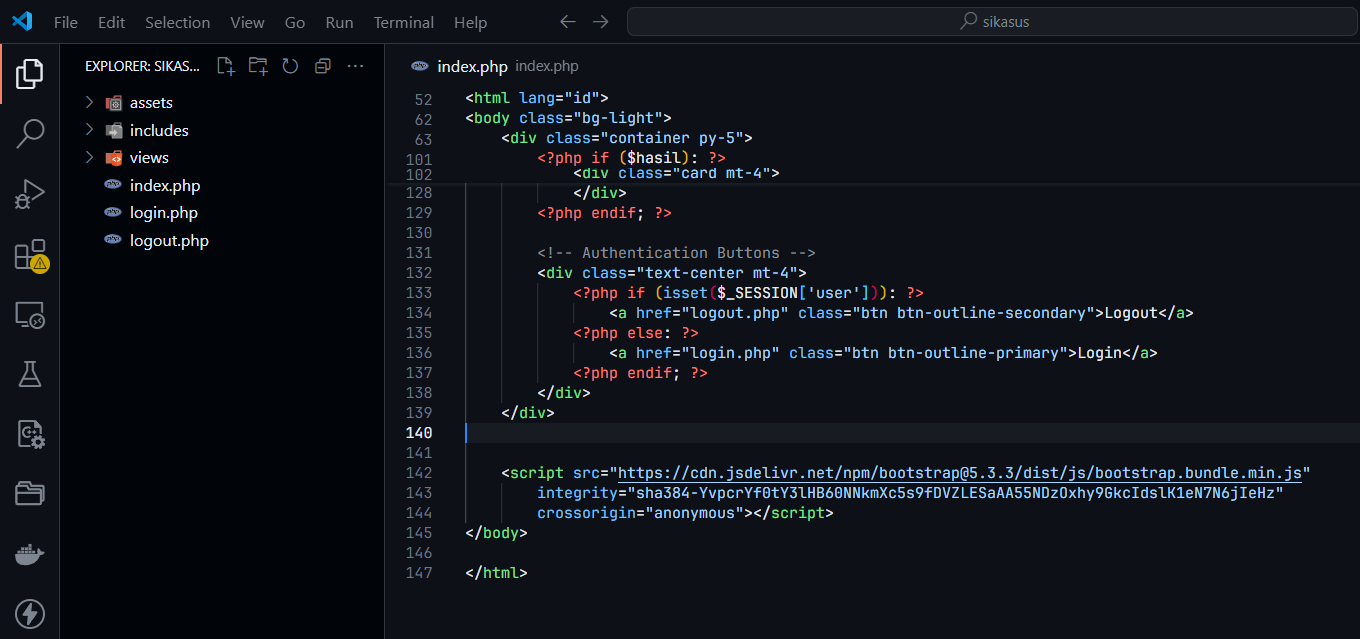 File Edit Selection View Go Run Terminal Help
sikasus
EXPLORER: SIKAS...
assets
includes
views
index.php
login.php
logout.php
index.php index.php
52 <html lang="id">
62 <body class="bg-light">
63 <div class="container py-5">
101 <?php if ($hasil): ?>
102 <div class="card mt-4">
128 </div>
129 <?php endif; ?>
130
131 <!-- Authentication Buttons -->
132 <div class="text-center mt-4">
133 <?php if (isset($_SESSION['user'])): ?>
134 <a href="logout.php" class="btn btn-outline-secondary">Logout</a>
135 <?php else: ?>
136 <a href="login.php" class="btn btn-outline-primary">Login</a>
137 <?php endif; ?>
138 </div>
139 </div>
140
141
142 <script src="https://cdn.jsdelivr.net/npm/bootstrap@5.3.3/dist/js/bootstrap.bundle.min.js"
143 integrity="sha384-YvpcrYf0tY3lHB60NNkmXc5s9fDVZLESaAA55NDzOxhy9GkcIdslK1eN7N6jIeHz"
144 crossorigin="anonymous"></script>
145 </body>
146
147 </html>